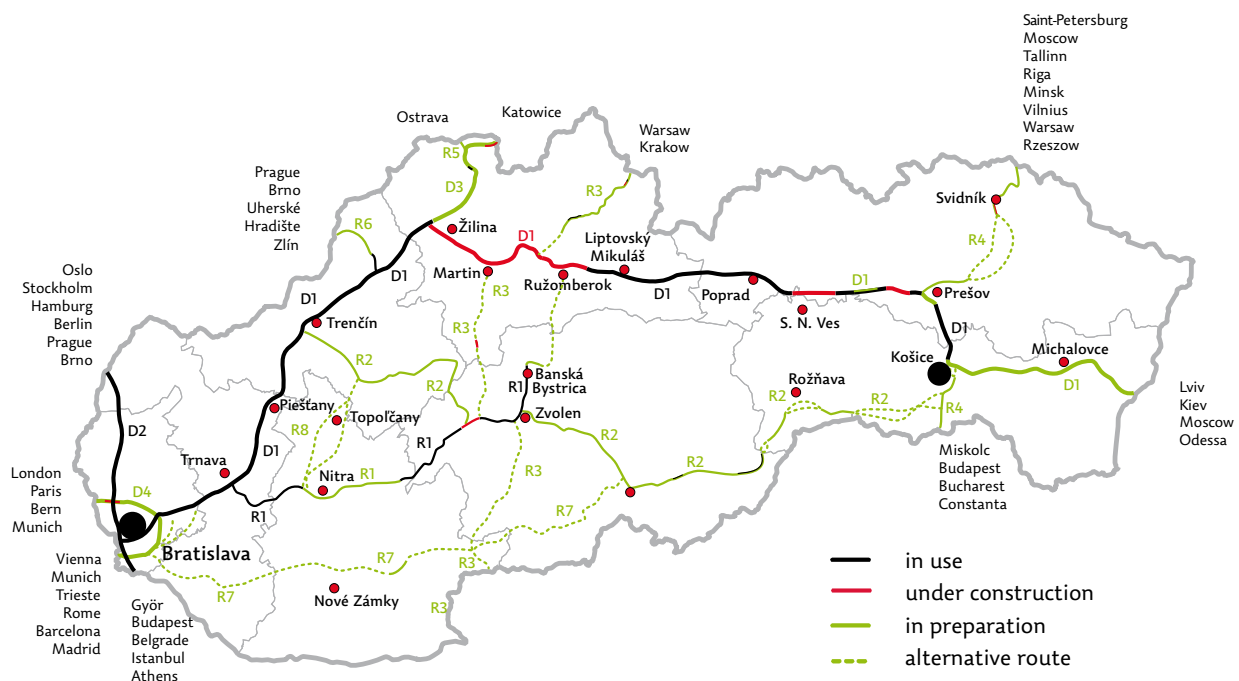 Saint-Petersburg
Moscow
Tallinn
Riga
Minsk
Vilnius
Warsaw
Rzeszow
Ostrava
Katowice
Warsaw
Krakow
Prague
Brno
Uherské
Hradište
Zlín
Oslo
Stockholm
Hamburg
Berlin
Prague
Brno
London
Paris
Bern
Munich
Vienna
Munich
Trieste
Rome
Barcelona
Madrid
Györ
Budapest
Belgrade
Istanbul
Athens
Miskolc
Budapest
Bucharest
Constanta
Lviv
Kiev
Moscow
Odessa
R5
D3
R3
R6
Žilina
D1
Liptovský
Mikuláš
Svidník
R4
D1
Martin
R3
Ružomberok
D1
Poprad
D1
Prešov
D1
Trenčín
R3
S. N. Ves
D1
Košice
Michalovce
D1
R2
R2
R1
Banská
Bystrica
Rožňava
R2
R2
R4
Piešťany
Topoľčany
Zvolen
R8
D2
D1
R1
R2
Trnava
Nitra
R1
R3
R2
D4
R1
R7
Bratislava
R7
R3
R7
Nové Zámky
R3
in use
under construction
in preparation
alternative route